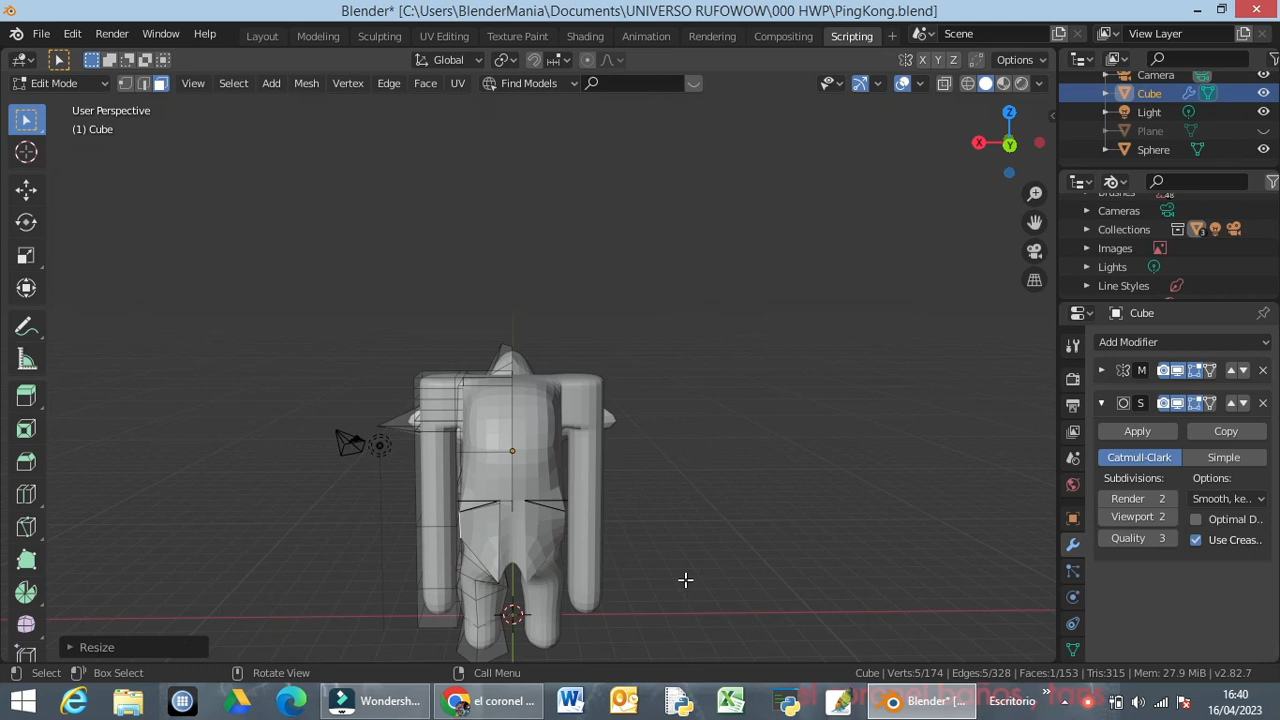 Blender* [C:\Users\BlenderMania\Documents\UNIVERSO RUFOWOW\000 HWP\PingKong.blend]
File Edit Render Window Help Layout Modeling Sculpting UV Editing Texture Paint Shading Animation Rendering Compositing Scripting Scene View Layer
Global X Y Z Options
Edit Mode View Select Add Mesh Vertex Edge Face UV Find Models
User Perspective
(1) Cube
Z
X
Y
Camera
Cube
Light
Plane
Sphere
Brushes 48
Cameras
Collections 3
Images
Lights
Line Styles
Cube
Add Modifier
M
S
Apply Copy
Catmull-Clark Simple
Subdivisions: Options:
Render 2 Smooth, ke..
Viewport 2 Optimal D..
Quality 3 Use Creas..
Resize
Select Box Select Rotate View Call Menu Cube | Verts:5/174 | Edges:5/328 | Faces:1/153 | Tris:315 | Mem: 27.9 MiB | v2.82.7
Wondersh... el coronel ... Blender* [... Escritorio
16:40
16/04/2023